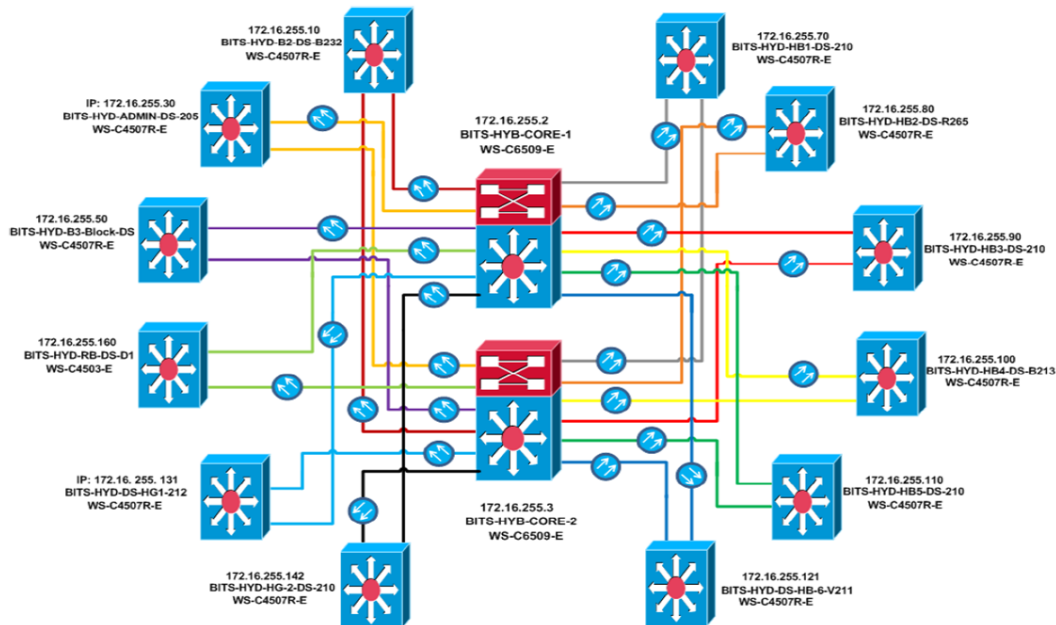 172.16.255.10
BITS-HYD-B2-DS-B232
WS-C4507R-E
172.16.255.70
BITS-HYD-HB1-DS-210
WS-C4507R-E
IP: 172.16.255.30
BITS-HYD-ADMIN-DS-205
WS-C4507R-E
172.16.255.2
BITS-HYB-CORE-1
WS-C6509-E
172.16.255.80
BITS-HYD-HB2-DS-R265
WS-C4507R-E
172.16.255.50
BITS-HYD-B3-Block-DS
WS-C4507R-E
172.16.255.90
BITS-HYD-HB3-DS-210
WS-C4507R-E
172.16.255.160
BITS-HYD-RB-DS-D1
WS-C4503-E
172.16.255.100
BITS-HYD-HB4-DS-B213
WS-C4507R-E
IP: 172.16. 255. 131
BITS-HYD-DS-HG1-212
WS-C4507R-E
172.16.255.3
BITS-HYB-CORE-2
WS-C6509-E
172.16.255.110
BITS-HYD-HB5-DS-210
WS-C4507R-E
172.16.255.142
BITS-HYD-HG-2-DS-210
WS-C4507R-E
172.16.255.121
BITS-HYD-DS-HB-6-V211
WS-C4507R-E